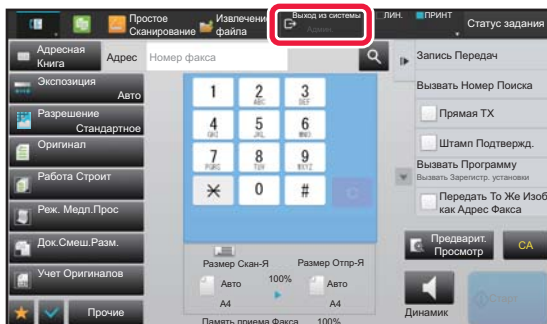 Простое
Сканирование
Извлечение
файла
Выход из системы
Админ.
ЛИН.
ПРИНТ
Статус задания
Адресная
Книга
Адрес
Номер факса
Экспозиция
Авто
Разрешение
Стандартное
Оригинал
Работа Строит
Реж. Медл.Прос
Док.Смеш.Разм.
Учет Оригиналов
Прочие
1
2
ABC
3
DEF
4
GHI
5
JKL
6
MNO
7
PQRS
8
TUV
9
WXYZ
0
#
C
Размер Скан-Я
Размер Отпр-Я
Авто
100%
Авто
A4
A4
Память приема Факса 100%
Запись Передач
Вызвать Номер Поиска
Прямая TX
Штамп Подтвержд.
Вызвать Программу
Вызвать Зарегистр. установки
Передать То Же Изоб
как Адрес Факса
Предварит.
Просмотр
CA
Динамик
Старт